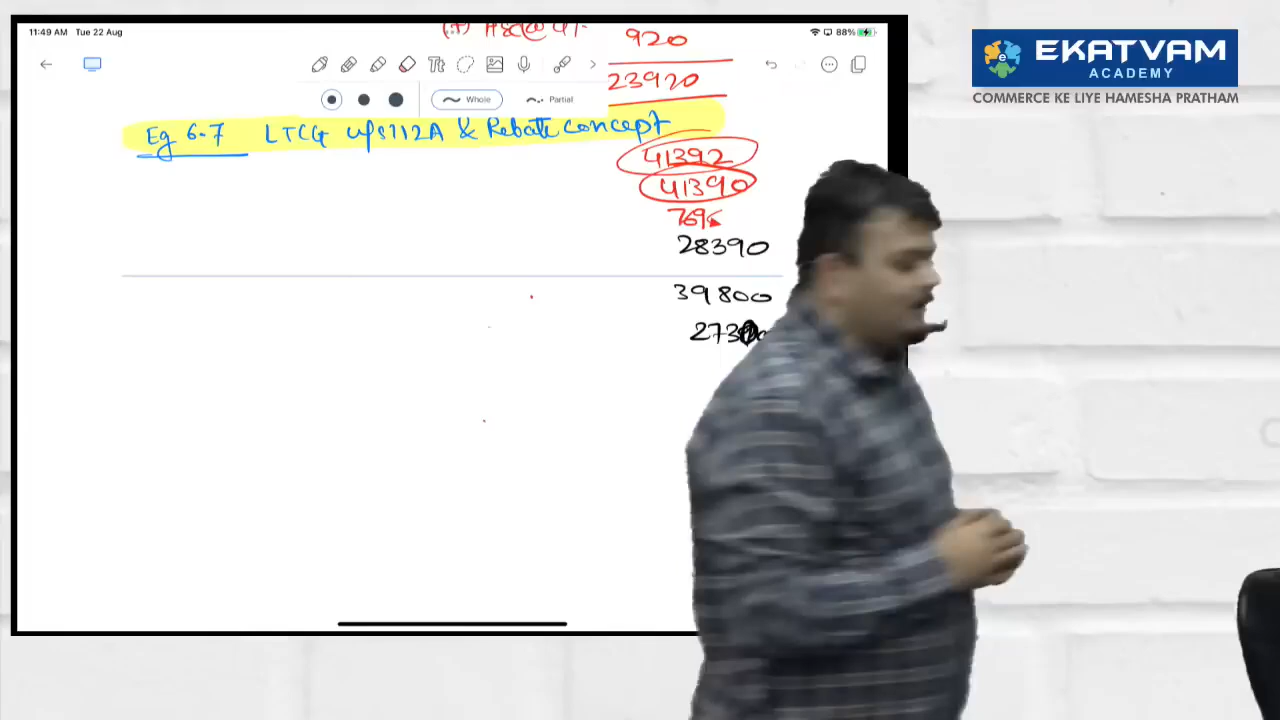 11:49 AM Tue 22 Aug
88%
920
23920
Tt
Whole
Partial
Eg 6.7 LTCG u/s 112A & Rebate concept
41392
41390
28390
39800
EKATVAM
ACADEMY
COMMERCE KE LIYE HAMESHA PRATHAM